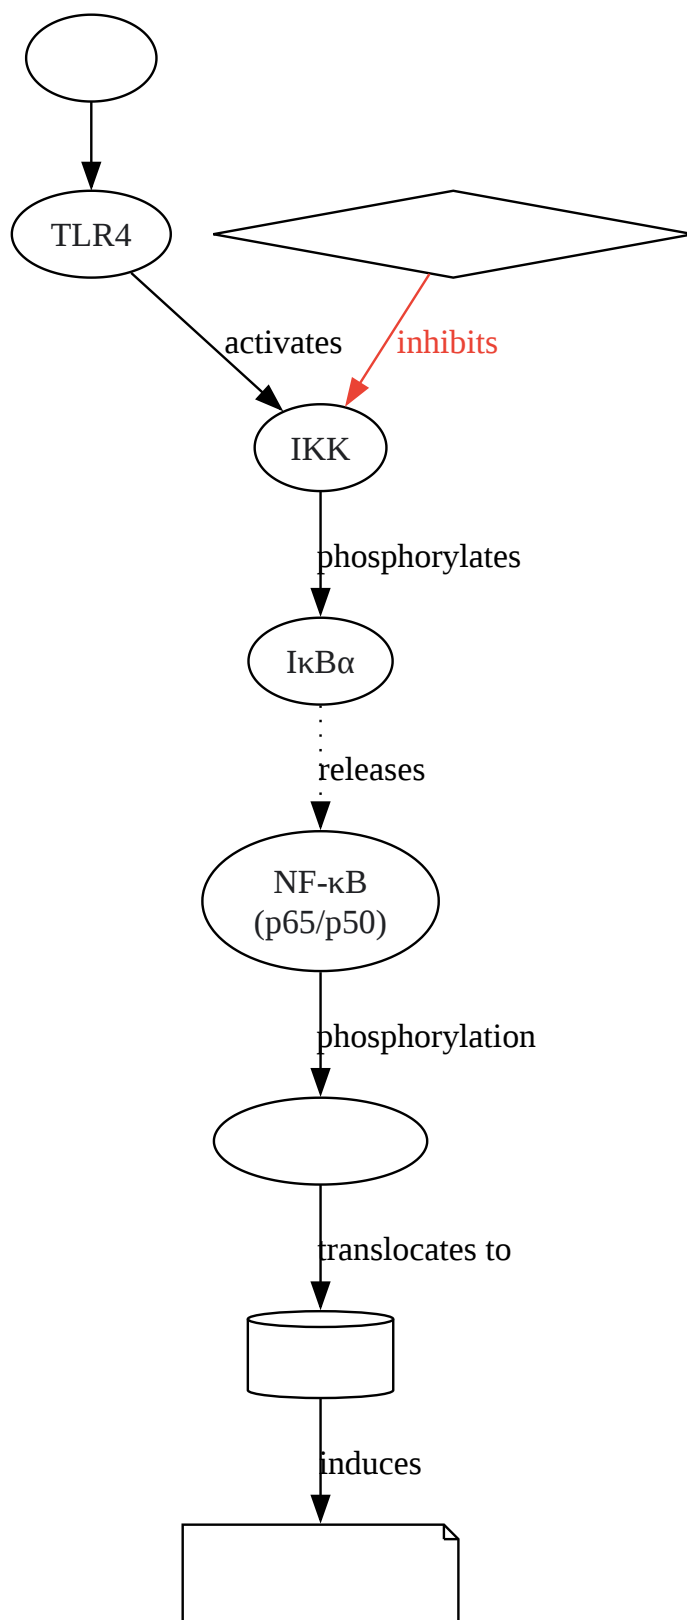 TLR4
activates
inhibits
IKK
phosphorylates
IκBα
releases
NF-κB
(p65/p50)
phosphorylation
translocates to
induces